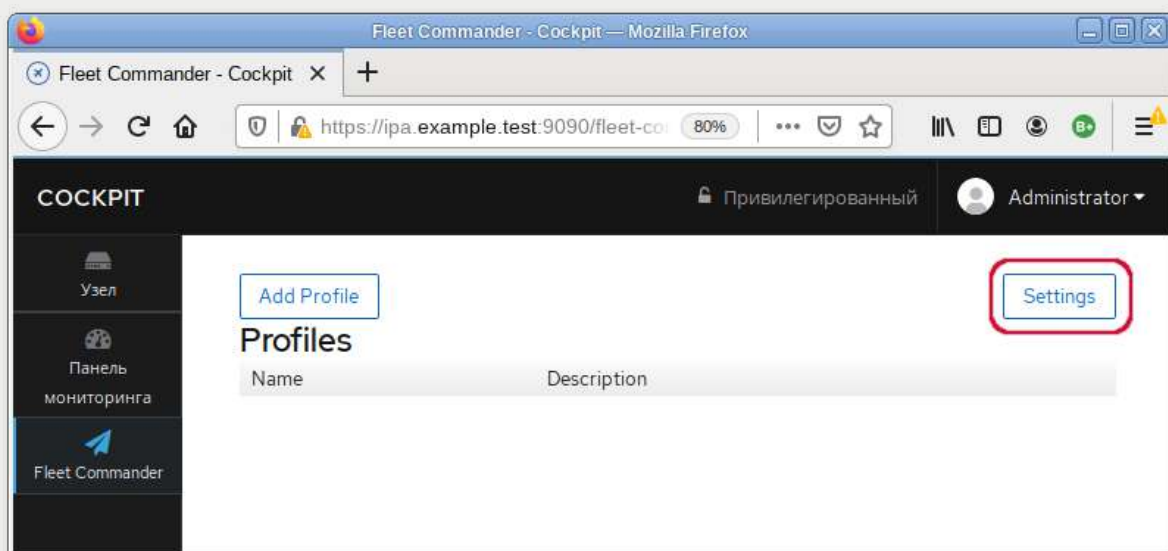 Fleet Commander - Cockpit — Mozilla Firefox
Fleet Commander - Cockpit
https://ipa.example.test:9090/fleet-co 80%
COCKPIT
Привилегированный
Administrator
Узел
Add Profile
Settings
Profiles
Панель
мониторинга
Name Description
Fleet Commander